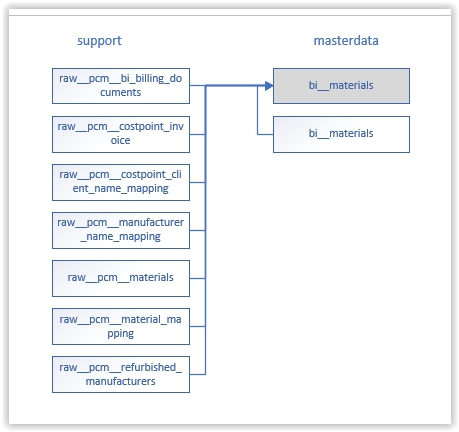 support
masterdata
raw__pcm__bi_billing_do
cuments
raw__pcm__costpoint_inv
oice
raw__pcm__costpoint_cli
ent_name_mapping
raw__pcm__manufacturer
_name_mapping
raw__pcm__materials
raw__pcm__material_ma
pping
raw__pcm__refurbished_
manufacturers
bi__materials
bi__materials